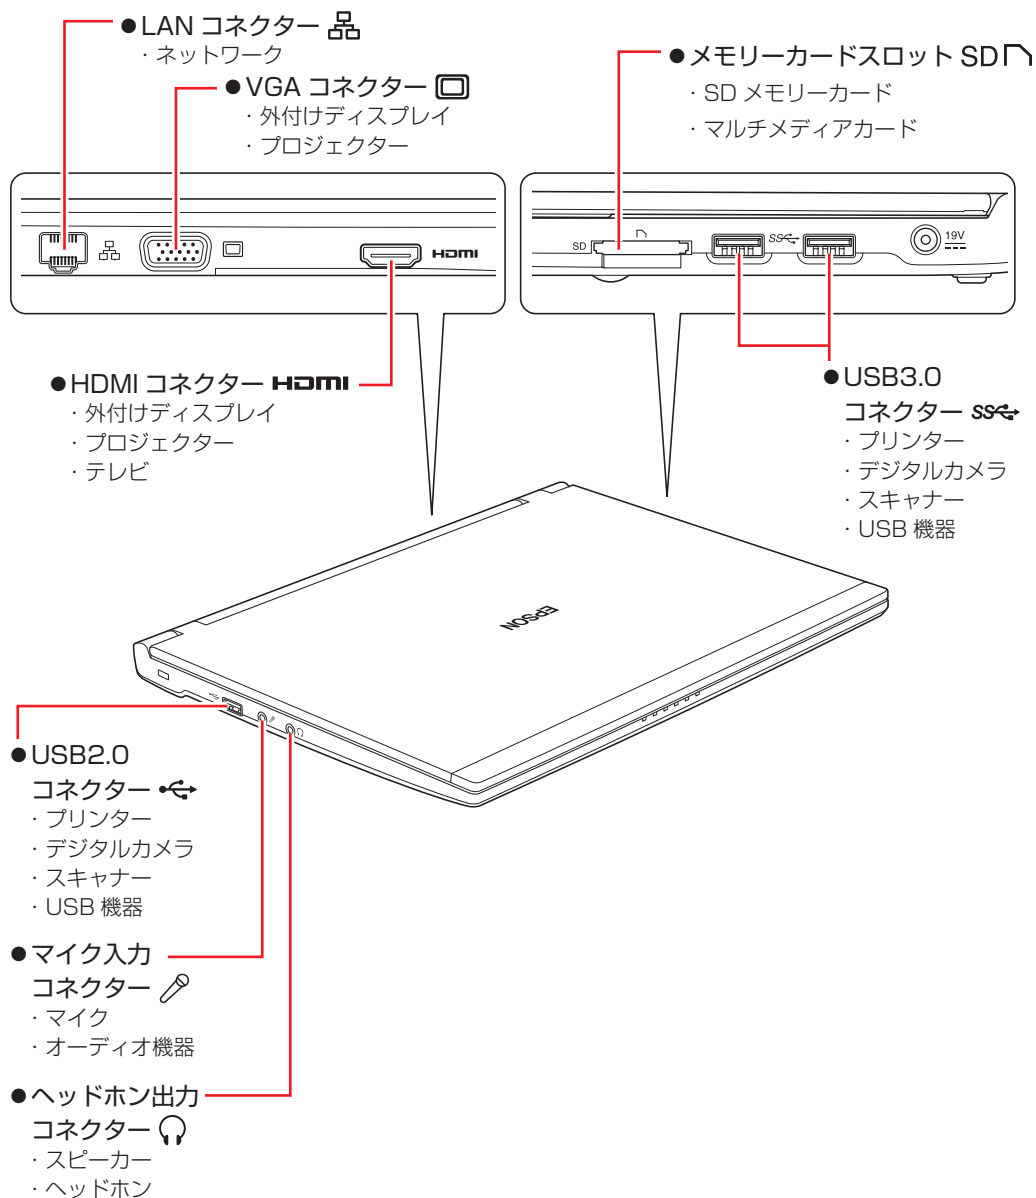 ●LAN コネクター
・ネットワーク
●VGA コネクター
・外付けディスプレイ
・プロジェクター
●メモリーカードスロット SD
・SD メモリーカード
・マルチメディアカード
HDMI
SD
SS
19V
●HDMI コネクター HDMI
・外付けディスプレイ
・プロジェクター
・テレビ
●USB3.0
コネクター SS
・プリンター
・デジタルカメラ
・スキャナー
・USB 機器
EPSON
●USB2.0
コネクター
・プリンター
・デジタルカメラ
・スキャナー
・USB 機器
●マイク入力
コネクター
・マイク
・オーディオ機器
●ヘッドホン出力
コネクター
・スピーカー
・ヘッドホン